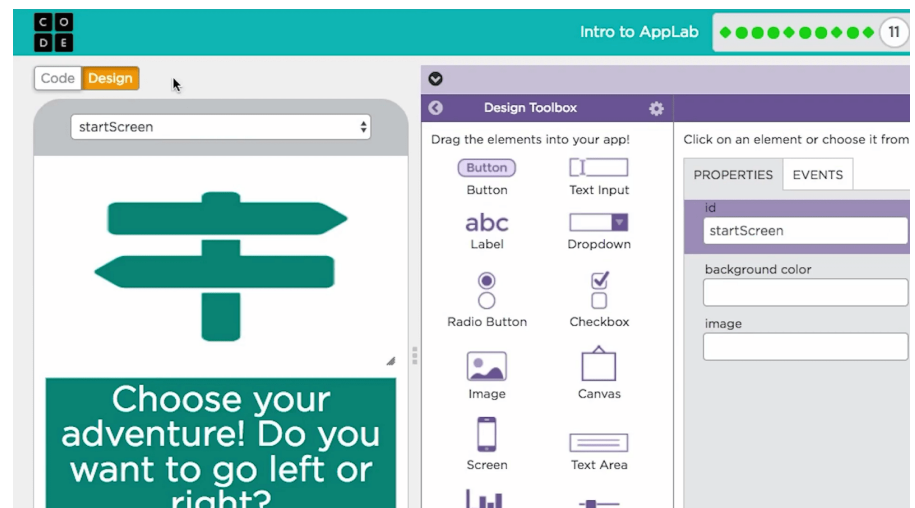 C O
D E
Intro to AppLab
11
Code Design
startScreen
Choose your
adventure! Do you
want to go left or
right?
Design Toolbox
Drag the elements into your app!
Button
Button
Text Input
abc
Label
Dropdown
Radio Button
Checkbox
Image
Canvas
Screen
Text Area
Click on an element or choose it from
PROPERTIES EVENTS
id
startScreen
background color
image